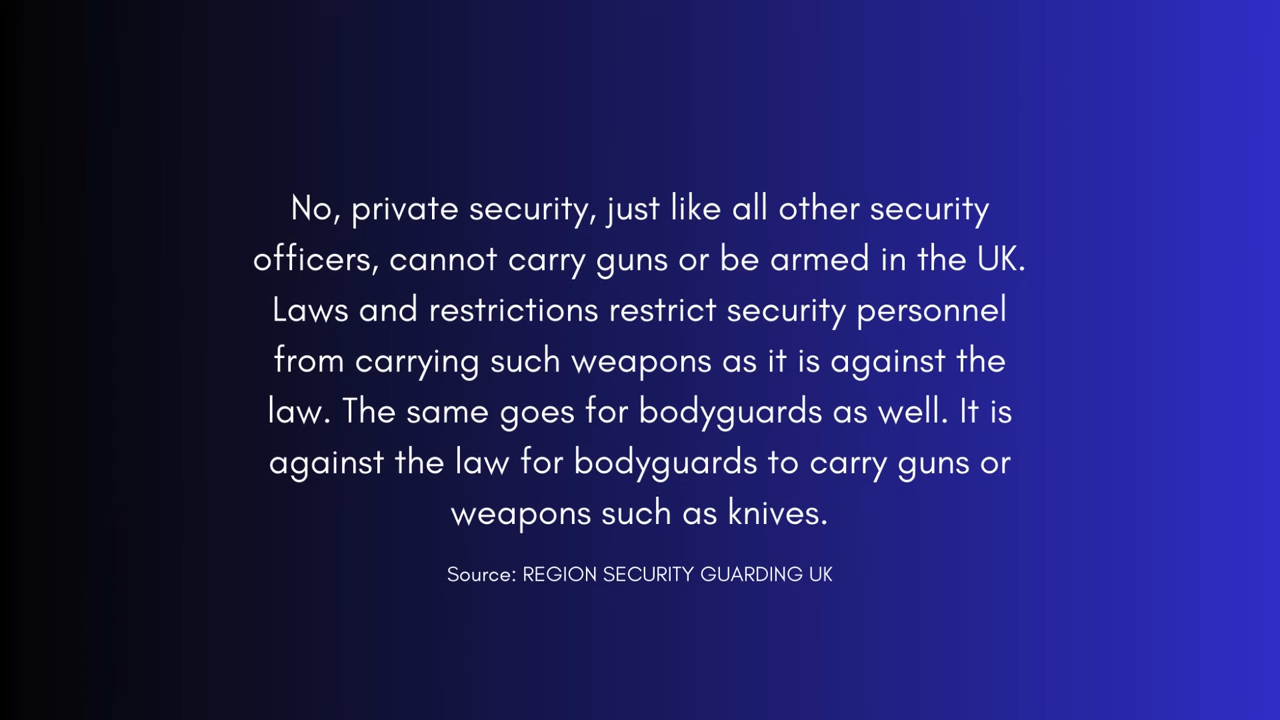 No, private security, just like all other security
officers, cannot carry guns or be armed in the UK.
Laws and restrictions restrict security personnel
from carrying such weapons as it is against the
law. The same goes for bodyguards as well. It is
against the law for bodyguards to carry guns or
weapons such as knives.
Source: REGION SECURITY GUARDING UK